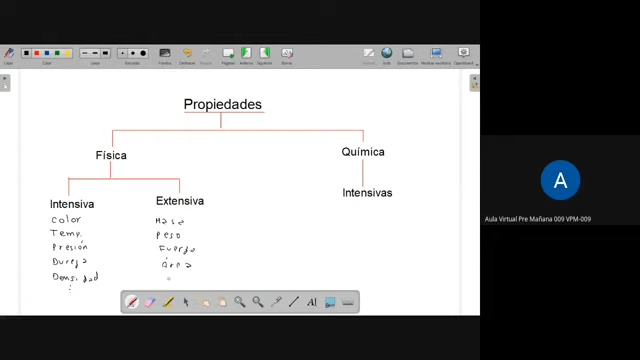 Propiedades
Física
Química
Intensiva
Extensiva
Intensivas
Color
Temp.
Presión
Dureza
Densidad
Masa
Peso
Fuerza
área
A
Aula Virtual Pre Mañana 009 VPM-009
Páginas